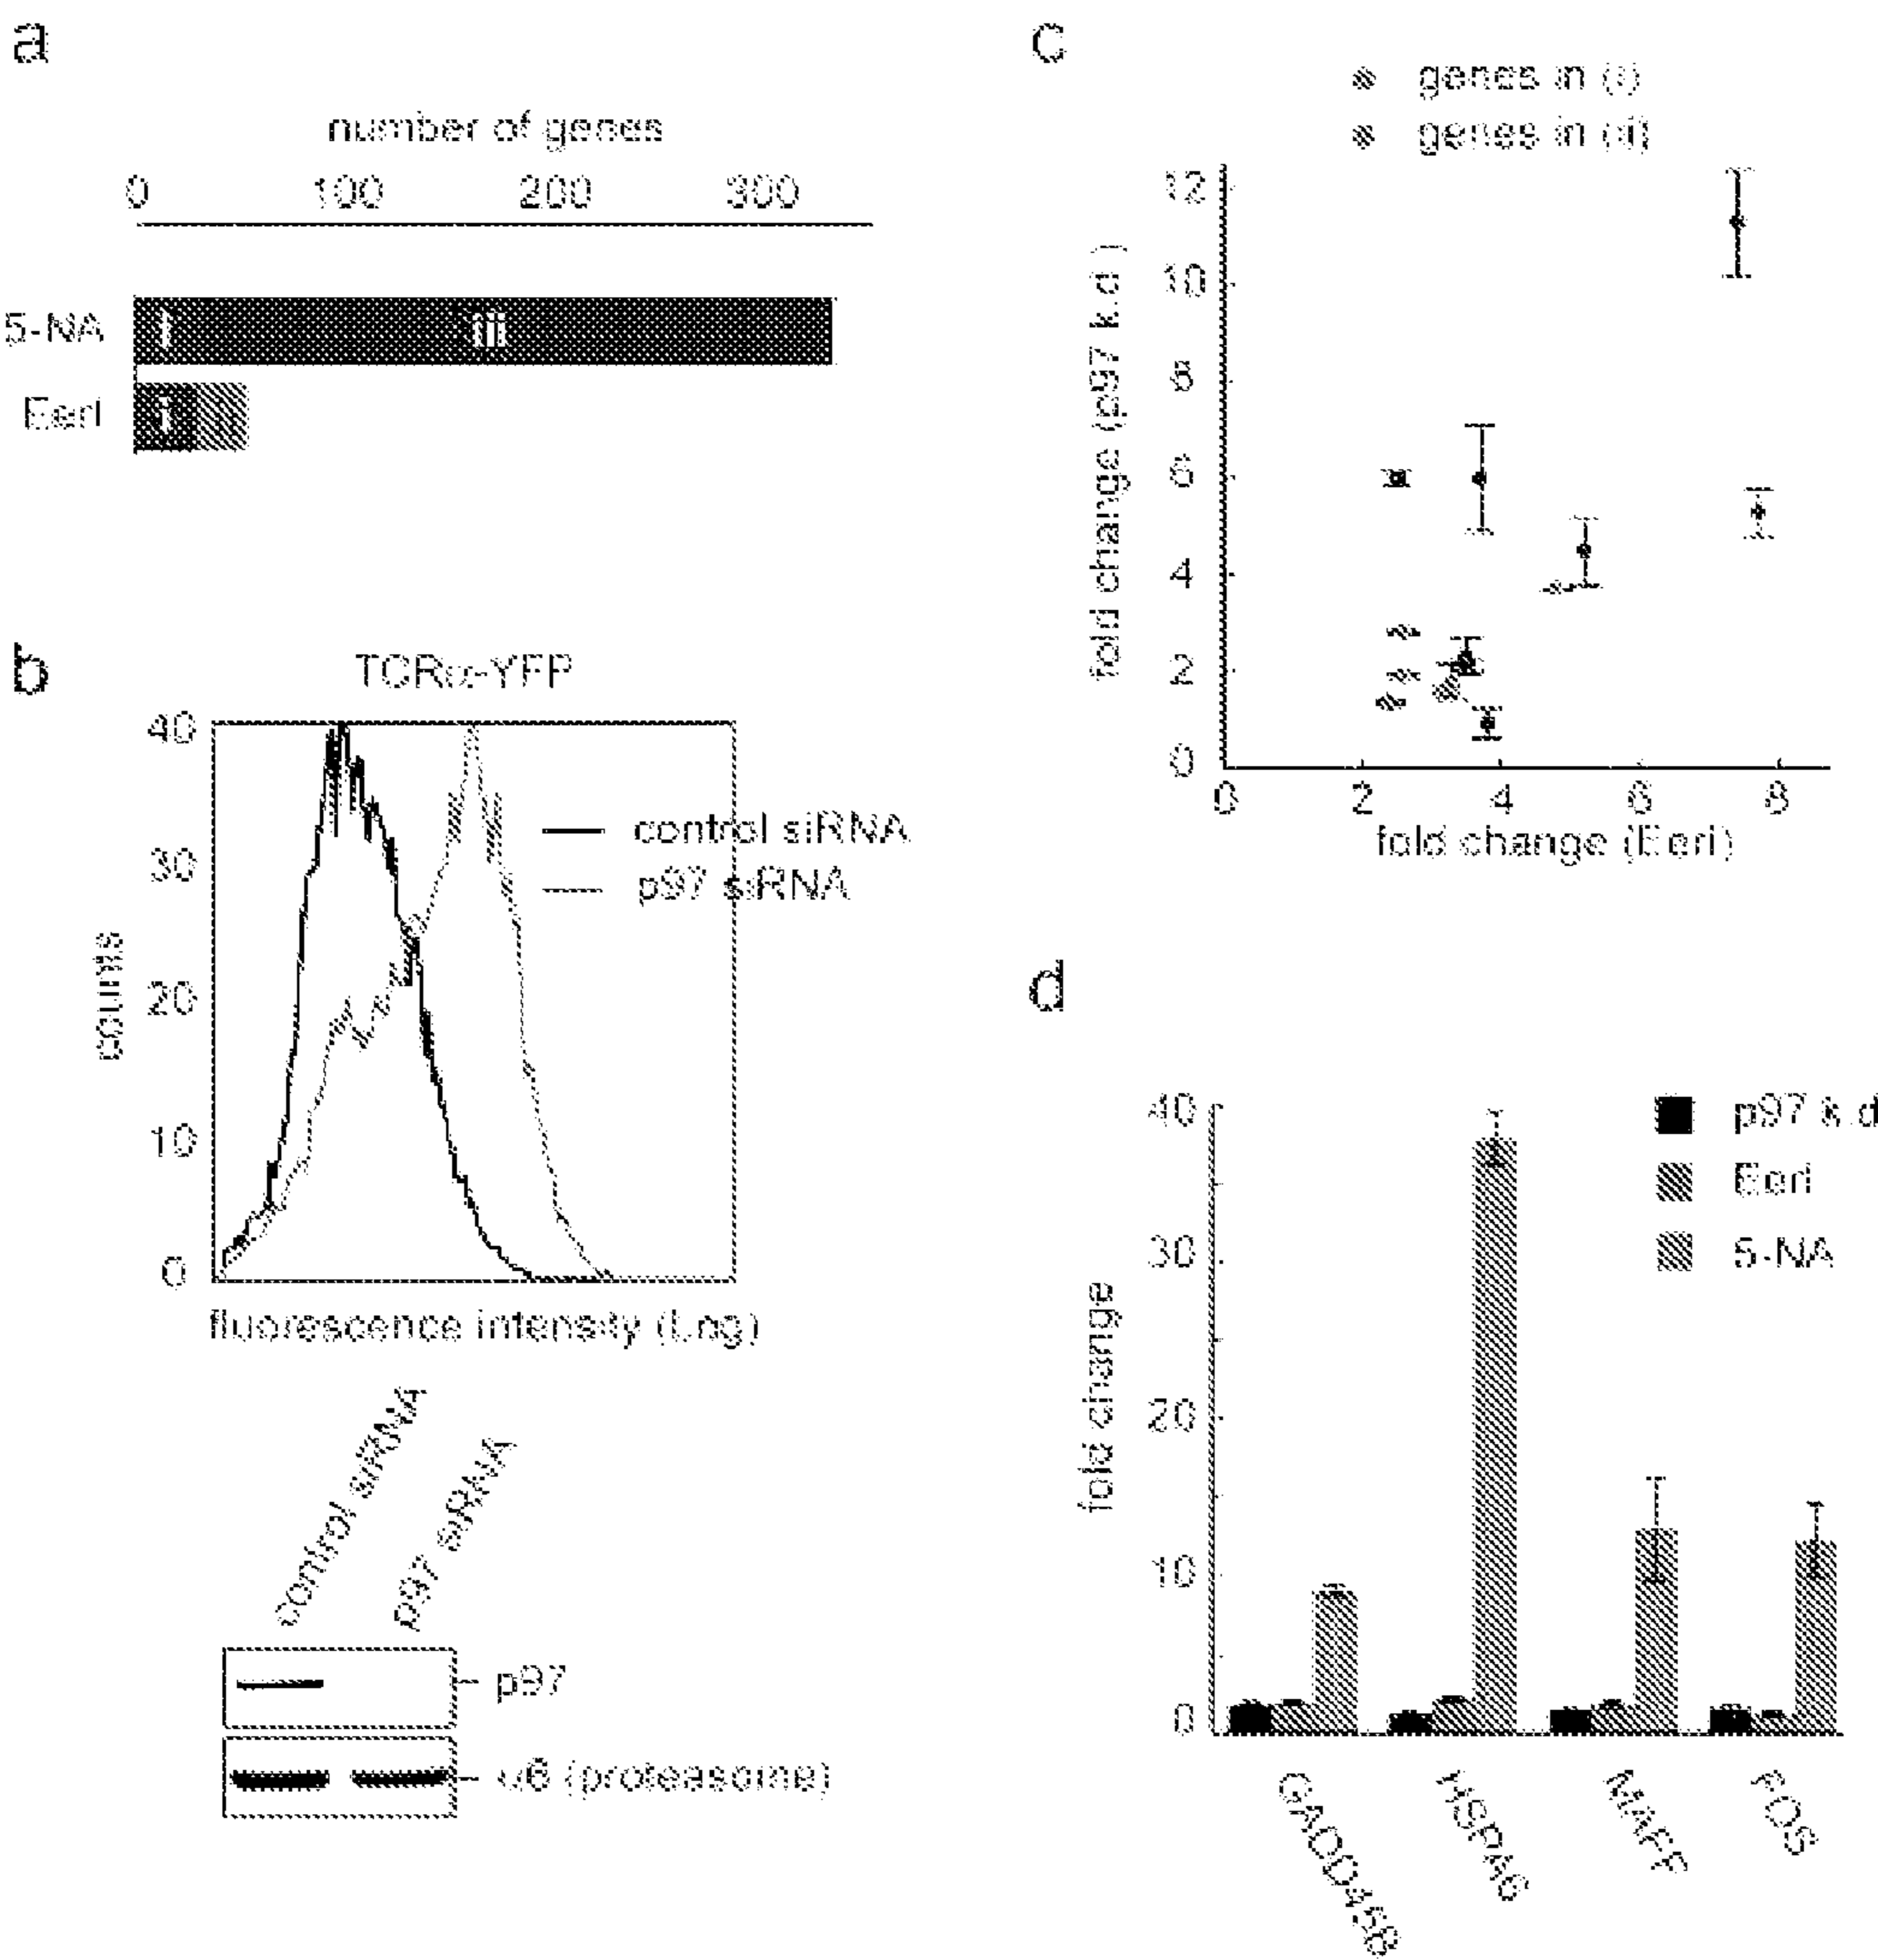 a
number of genes
0 100 200 300
5-NA
i
iii
EerI
i
b
TCRα-YFP
40
30
20
10
0
counts
control siRNA
p97 siRNA
fluorescence intensity (Log)
control siRNA
p97 siRNA
p97
α6 (proteasome)
c
genes in (i)
genes in (ii)
12
10
8
6
4
2
0
fold change (p97 k.d.)
0 2 4 6 8
fold change (EerI)
d
p97 k.d
EerI
5-NA
40
30
20
10
0
fold change
GADD45B
HSPA6
MAFF
FOS